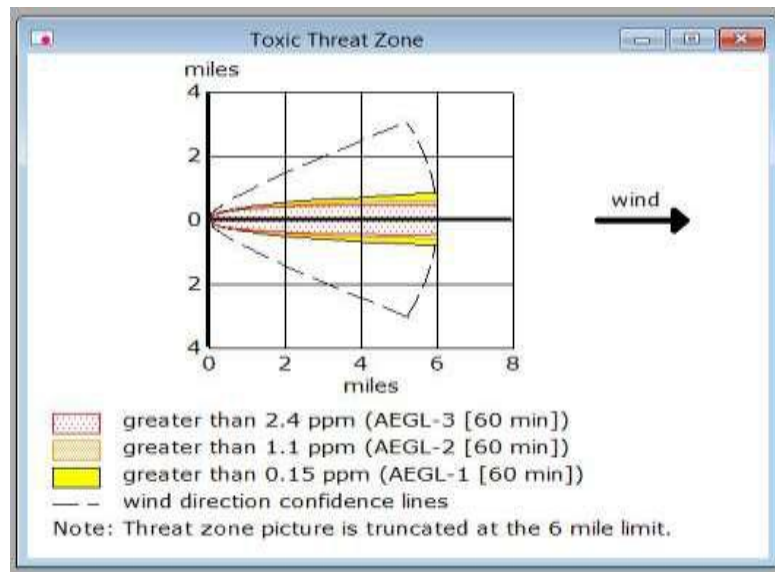 Toxic Threat Zone
miles
4
2
0
2
4
0 2 4 6 8
miles
wind
greater than 2.4 ppm (AEGL-3 [60 min])
greater than 1.1 ppm (AEGL-2 [60 min])
greater than 0.15 ppm (AEGL-1 [60 min])
wind direction confidence lines
Note: Threat zone picture is truncated at the 6 mile limit.